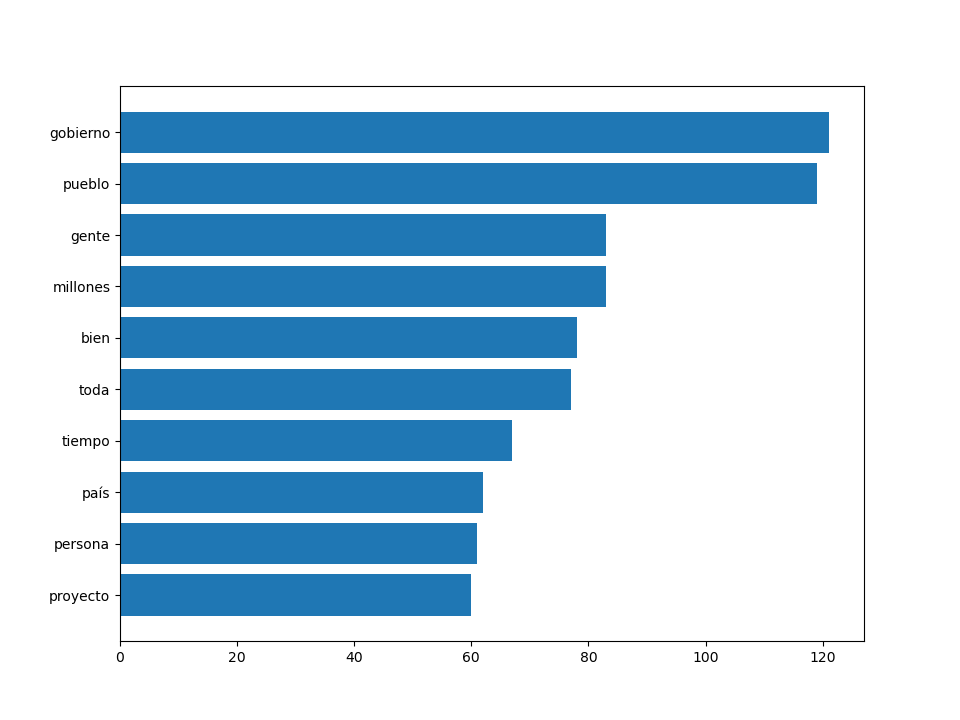 gobierno
pueblo
gente
millones
bien
toda
tiempo
país
persona
proyecto
0 20 40 60 80 100 120